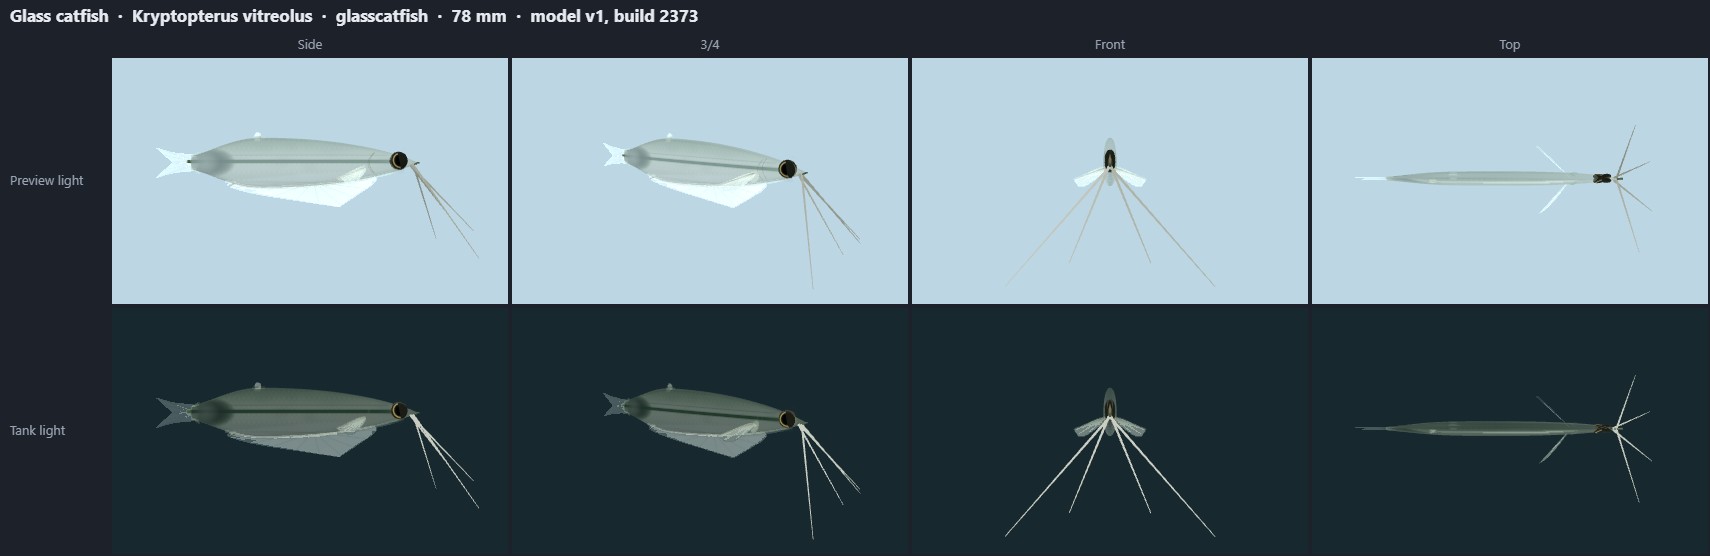 Glass catfish · Kryptopterus vitreolus · glasscatfish · 78 mm · model v1, build 2373
Side 3/4 Front Top
Preview light
Tank light